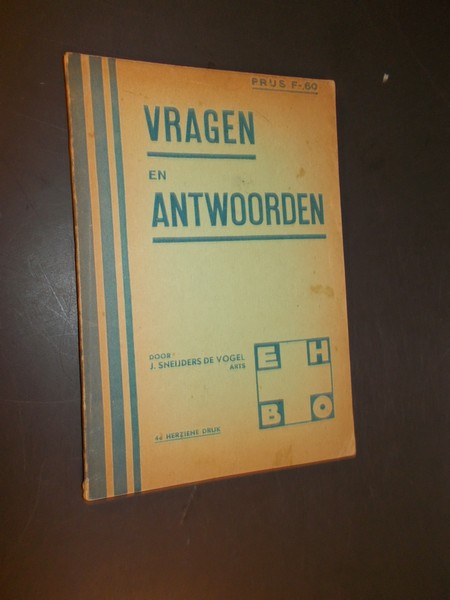 PRIJS F-.60
VRAGEN
EN
ANTWOORDEN
DOOR
J. SNEIJDERS DE VOGEL
ARTS
E H
B O
4e HERZIENE DRUK